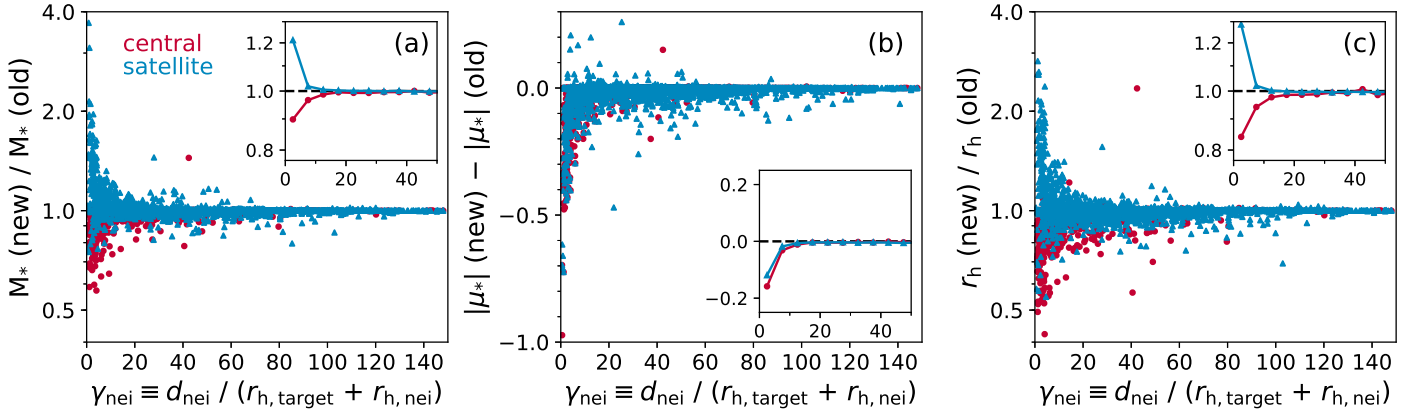 4.0
2.0
1.0
0.5
M* (new) / M* (old)
central
satellite
(a)
1.2
1.0
0.8
0 20 40
0 20 40 60 80 100 120 140
γnei ≡ dnei / (rh, target + rh, nei)
0.0
−0.5
−1.0
|μ*| (new) − |μ*| (old)
(b)
0.2
0.0
−0.2
0 20 40
0 20 40 60 80 100 120 140
γnei ≡ dnei / (rh, target + rh, nei)
4.0
2.0
1.0
0.5
rh (new) / rh (old)
(c)
1.2
1.0
0.8
0 20 40
0 20 40 60 80 100 120 140
γnei ≡ dnei / (rh, target + rh, nei)